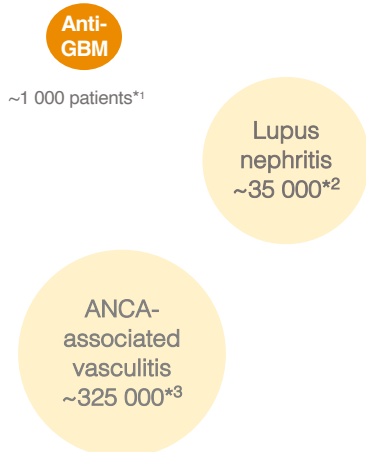 Anti-
GBM
~1 000 patients*¹
Lupus
nephritis
~35 000*²
ANCA-
associated
vasculitis
~325 000*³